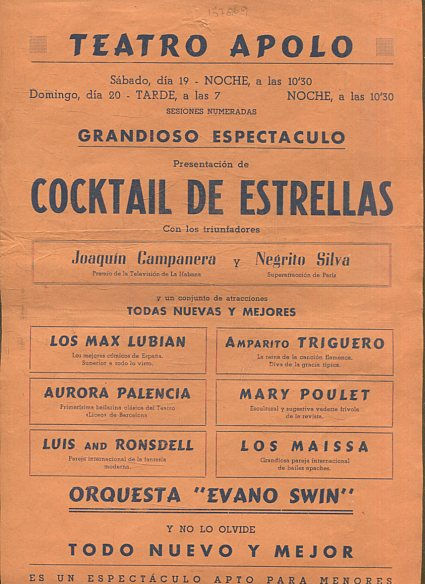 157669
TEATRO APOLO
Sábado, día 19 - NOCHE, a las 10'30
Domingo, día 20 - TARDE, a las 7 NOCHE, a las 10'30
SESIONES NUMERADAS
GRANDIOSO ESPECTACULO
Presentación de
COCKTAIL DE ESTRELLAS
Con los triunfadores
Joaquín Campanera y Negrito Silva
Premio de la Televisión de La Habana Superatracción de París
y un conjunto de atracciones
TODAS NUEVAS Y MEJORES
LOS MAX LUBIAN
Los mejores cómicos de España.
Superior a todo lo visto.
AMPARITO TRIGUERO
La reina de la canción flamenca.
Diva de la gracia típica.
AURORA PALENCIA
Primerísima bailarina clásica del Teatro
«Liceo» de Barcelona
MARY POULET
Escultural y sugestiva vedette frívola
de la revista.
LUIS AND RONSDELL
Pareja internacional de la fantasía
moderna.
LOS MAISSA
Grandiosa pareja internacional
de bailes apaches.
ORQUESTA "EVANO SWIN"
Y NO LO OLVIDE
TODO NUEVO Y MEJOR
ES UN ESPECTÁCULO APTO PARA MENORES